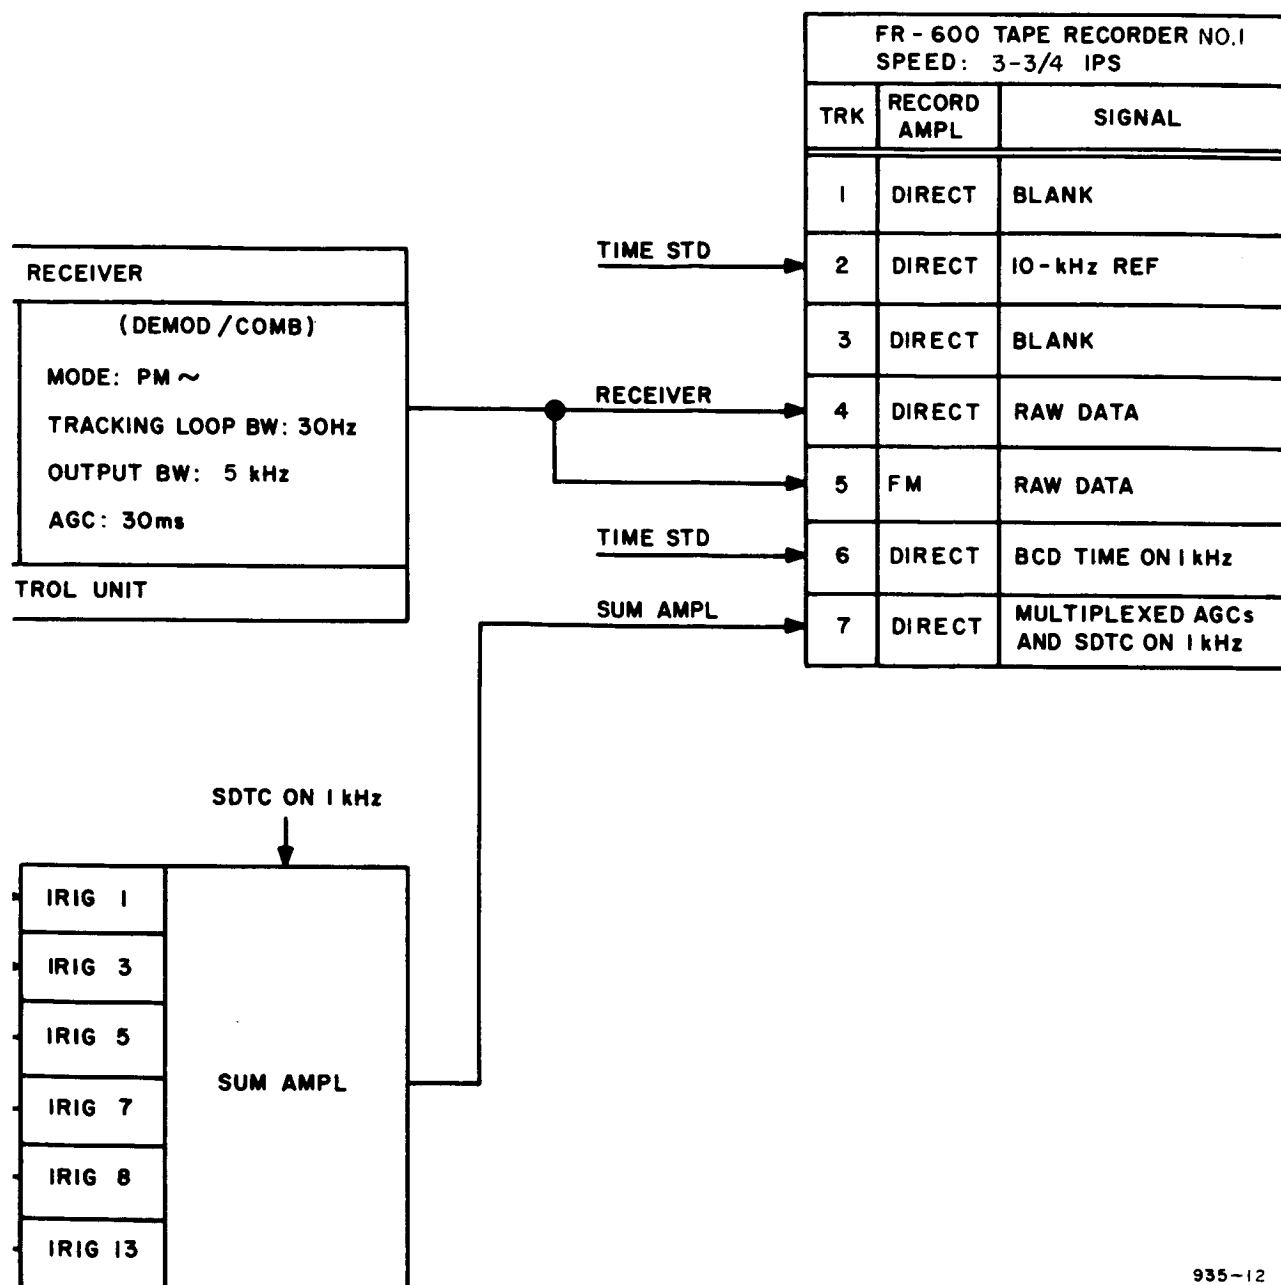 FR-600 TAPE RECORDER NO.1
SPEED: 3-3/4 IPS
TRK
RECORD
AMPL
SIGNAL
1 DIRECT BLANK
2 DIRECT 10-kHz REF
3 DIRECT BLANK
4 DIRECT RAW DATA
5 FM RAW DATA
6 DIRECT BCD TIME ON 1 kHz
7 DIRECT MULTIPLEXED AGCs
AND SDTC ON 1 kHz
TIME STD
RECEIVER
TIME STD
SUM AMPL
RECEIVER
(DEMOD/COMB)
MODE: PM ~
TRACKING LOOP BW: 30Hz
OUTPUT BW: 5 kHz
AGC: 30ms
TROL UNIT
SDTC ON 1 kHz
IRIG 1
IRIG 3
IRIG 5
IRIG 7
IRIG 8
IRIG 13
SUM AMPL
935-12